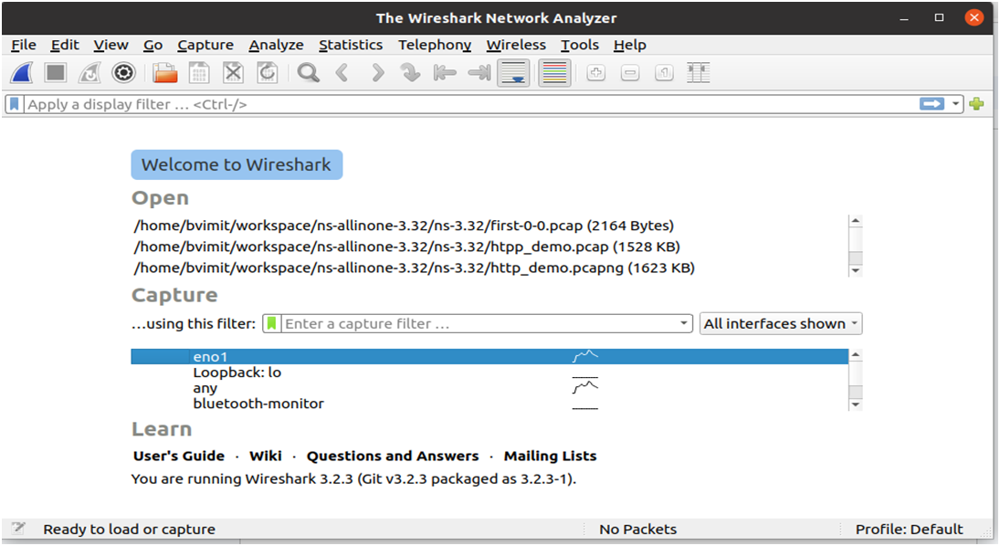 The Wireshark Network Analyzer
File Edit View Go Capture Analyze Statistics Telephony Wireless Tools Help
Apply a display filter … <Ctrl-/>
Welcome to Wireshark
Open
/home/bvimit/workspace/ns-allinone-3.32/ns-3.32/first-0-0.pcap (2164 Bytes)
/home/bvimit/workspace/ns-allinone-3.32/ns-3.32/htpp_demo.pcap (1528 KB)
/home/bvimit/workspace/ns-allinone-3.32/ns-3.32/http_demo.pcapng (1623 KB)
Capture
…using this filter: Enter a capture filter … All interfaces shown
eno1
Loopback: lo
any
bluetooth-monitor
Learn
User's Guide · Wiki · Questions and Answers · Mailing Lists
You are running Wireshark 3.2.3 (Git v3.2.3 packaged as 3.2.3-1).
Ready to load or capture No Packets Profile: Default